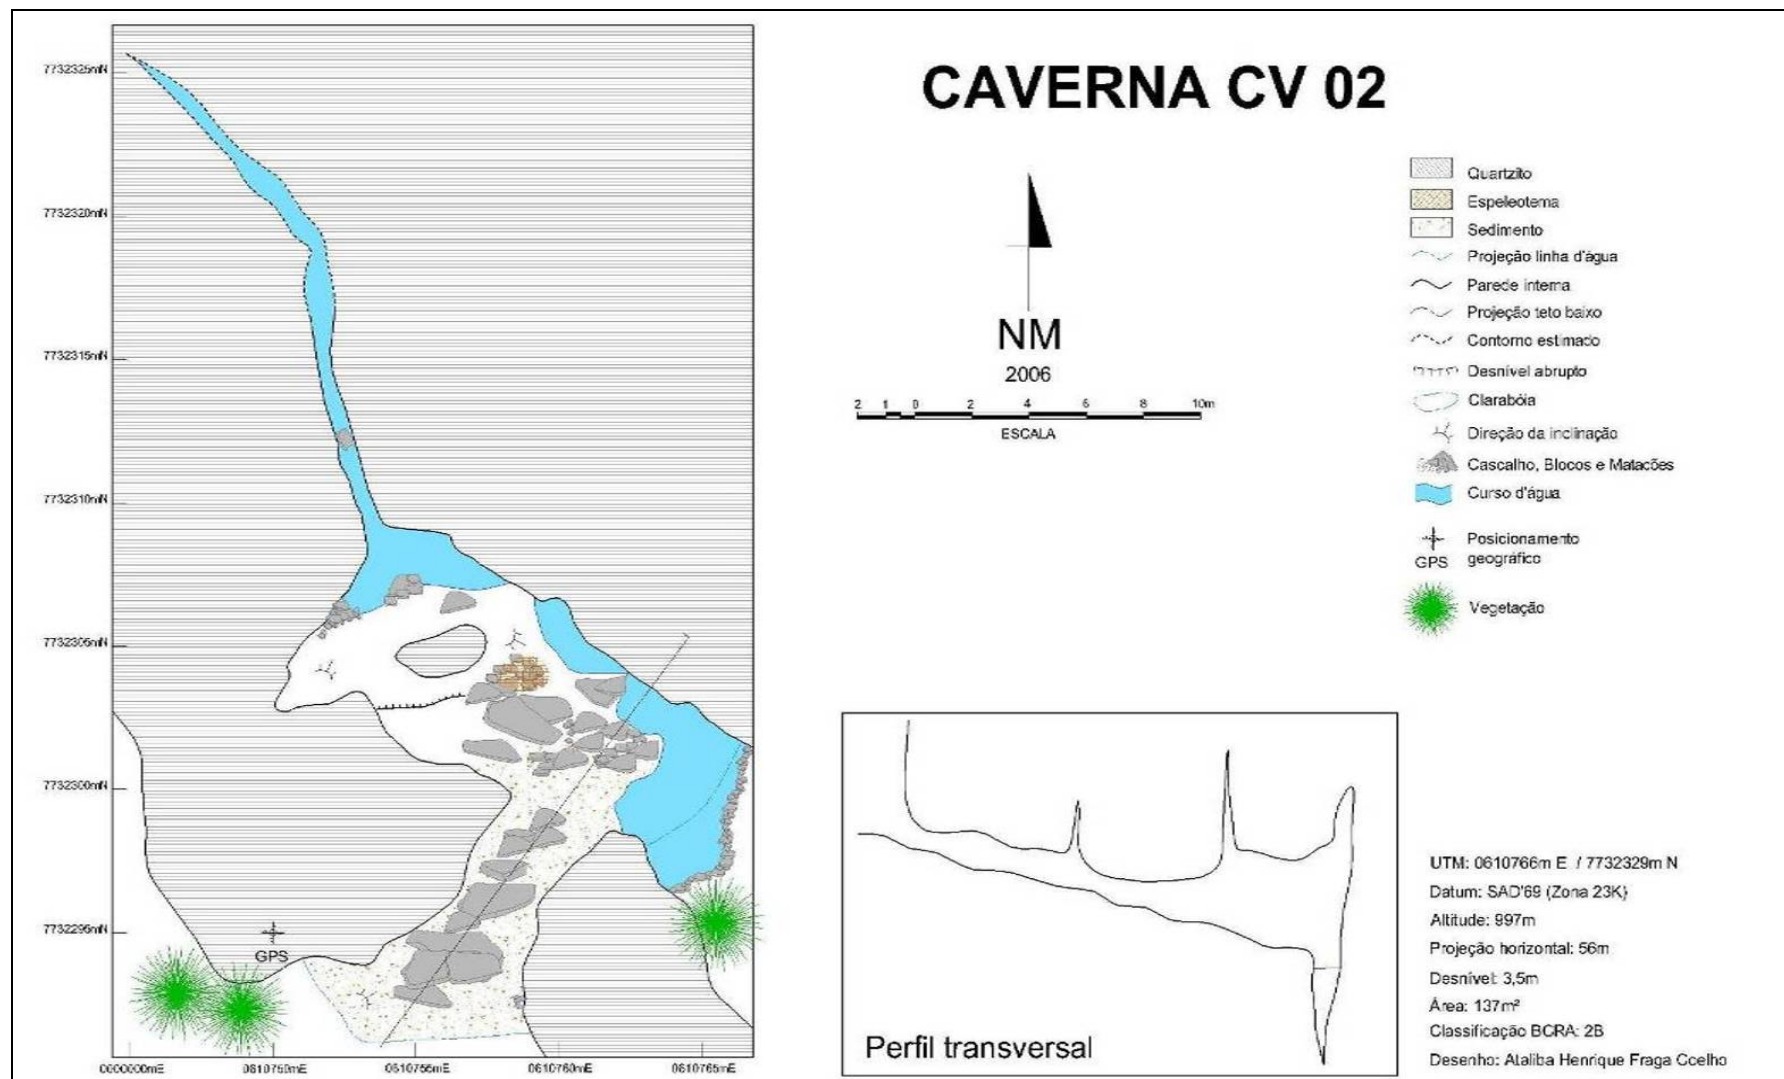 CAVERNA CV 02
7732325mN
7732320mN
7732315mN
7732310mN
7732305mN
7732300mN
7732295mN
GPS
0600000mE
0610750mE
0610755mE
0610760mE
0610765mE
NM
2006
2 1 0 2 4 6 8 10m
ESCALA
Quartzito
Espeleotema
Sedimento
Projeção linha d'água
Parede interna
Projeção teto baixo
Contorno estimado
Desnível abrupto
Clarabóia
Direção da inclinação
Cascalho, Blocos e Matacões
Curso d'água
GPS
Posicionamento
geográfico
Vegetação
Perfil transversal
UTM: 0610766m E / 7732329m N
Datum: SAD'69 (Zona 23K)
Altitude: 997m
Projeção horizontal: 56m
Desnível: 3,5m
Área: 137m²
Classificação BCRA: 2B
Desenho: Ataliba Henrique Fraga Coelho